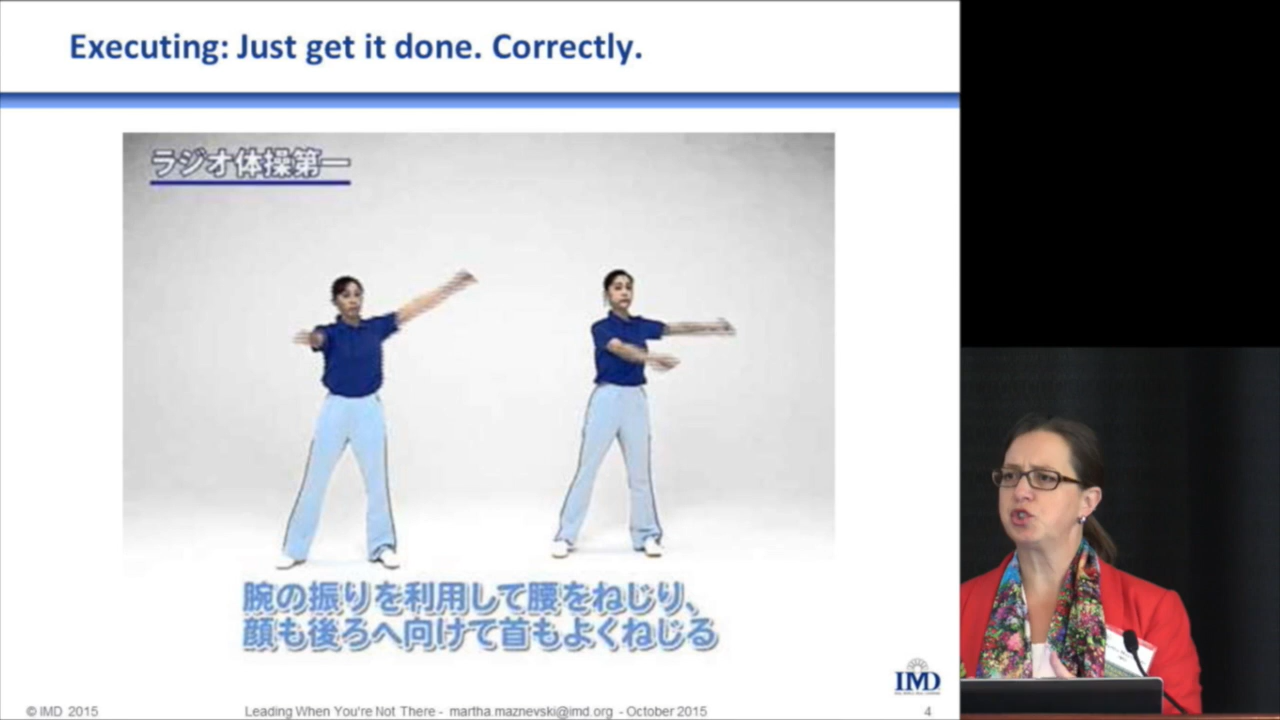 Executing: Just get it done. Correctly.
ラジオ体操第一
腕の振りを利用して腰をねじり、
顔も後ろへ向けて首もよくねじる
IMD
© IMD 2015
Leading When You're Not There - martha.maznevski@imd.org - October 2015
4